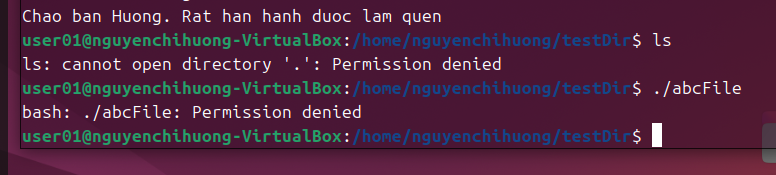 Chao ban Huong. Rat han hanh duoc lam quen
user01@nguyenchihuong-VirtualBox:/home/nguyenchihuong/testDir$ ls
ls: cannot open directory '.': Permission denied
user01@nguyenchihuong-VirtualBox:/home/nguyenchihuong/testDir$ ./abcFile
bash: ./abcFile: Permission denied
user01@nguyenchihuong-VirtualBox:/home/nguyenchihuong/testDir$